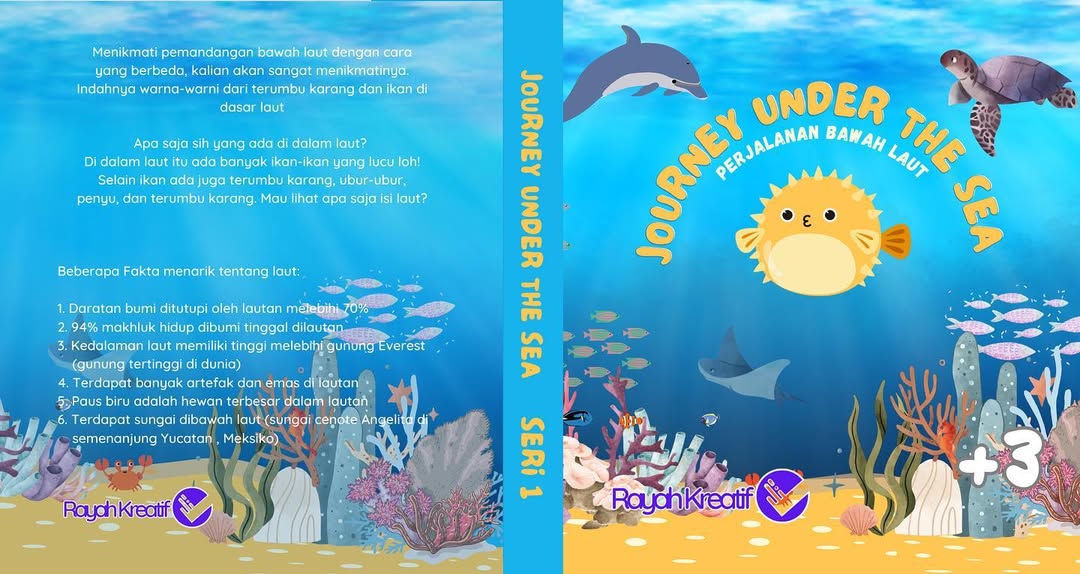 Menikmati pemandangan bawah laut dengan cara
yang berbeda, kalian akan sangat menikmatinya.
Indahnya warna-warni dari terumbu karang dan ikan di
dasar laut
Apa saja sih yang ada di dalam laut?
Di dalam laut itu ada banyak ikan-ikan yang lucu loh!
Selain ikan ada juga terumbu karang, ubur-ubur,
penyu, dan terumbu karang. Mau lihat apa saja isi laut?
Beberapa Fakta menarik tentang laut:
1. Daratan bumi ditutupi oleh lautan melebihi 70%
2. 94% makhluk hidup dibumi tinggal dilautan
3. Kedalaman laut memiliki tinggi melebihi gunung Everest
(gunung tertinggi di dunia)
4. Terdapat banyak artefak dan emas di lautan
5. Paus biru adalah hewan terbesar dalam lautan
6. Terdapat sungai dibawah laut (sungai cenote Angelita di
semenanjung Yucatan , Meksiko)
Rayah Kreatif
JOURNEY UNDER THE SEA SERI 1
JOURNEY UNDER THE SEA
PERJALANAN BAWAH LAUT
+3
Rayah Kreatif